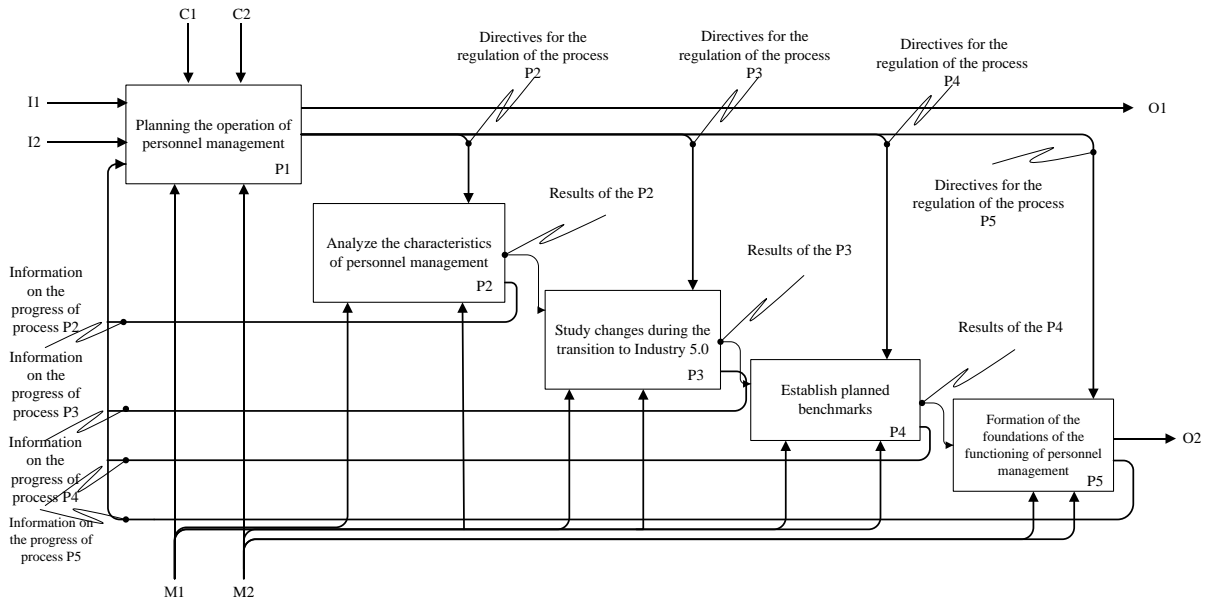 C1
C2
Directives for the
regulation of the process
P2
Directives for the
regulation of the process
P3
Directives for the
regulation of the process
P4
I1
I2
Planning the operation of
personnel management
P1
O1
Directives for the
regulation of the process
P5
Results of the P2
Analyze the characteristics
of personnel management
P2
Results of the P3
Information
on the
progress of
process P2
Study changes during the
transition to Industry 5.0
P3
Results of the P4
Information
on the
progress of
process P3
Establish planned
benchmarks
P4
Formation of the
foundations of the
functioning of personnel
management
P5
O2
Information
on the
progress of
process P4
Information on
the progress of
process P5
M1
M2